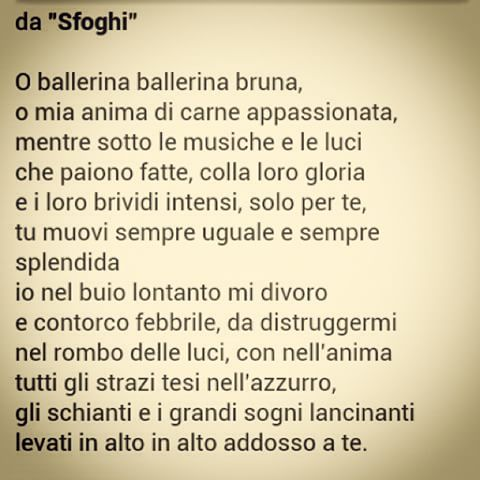 da "Sfoghi"
O ballerina ballerina bruna,
o mia anima di carne appassionata,
mentre sotto le musiche e le luci
che paiono fatte, colla loro gloria
e i loro brividi intensi, solo per te,
tu muovi sempre uguale e sempre
splendida
io nel buio lontanto mi divoro
e contorco febbrile, da distruggermi
nel rombo delle luci, con nell'anima
tutti gli strazi tesi nell'azzurro,
gli schianti e i grandi sogni lancinanti
levati in alto in alto addosso a te.